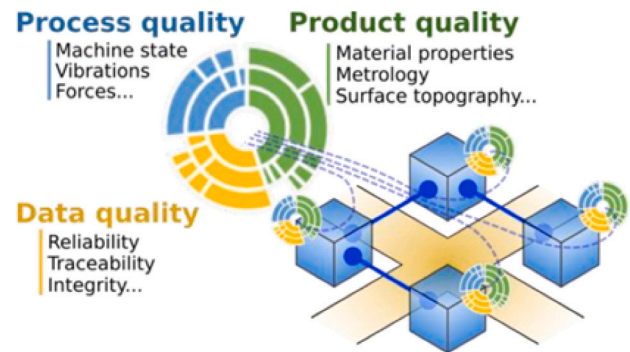 Process quality
Machine state
Vibrations
Forces...
Product quality
Material properties
Metrology
Surface topography...
Data quality
Reliability
Traceability
Integrity...